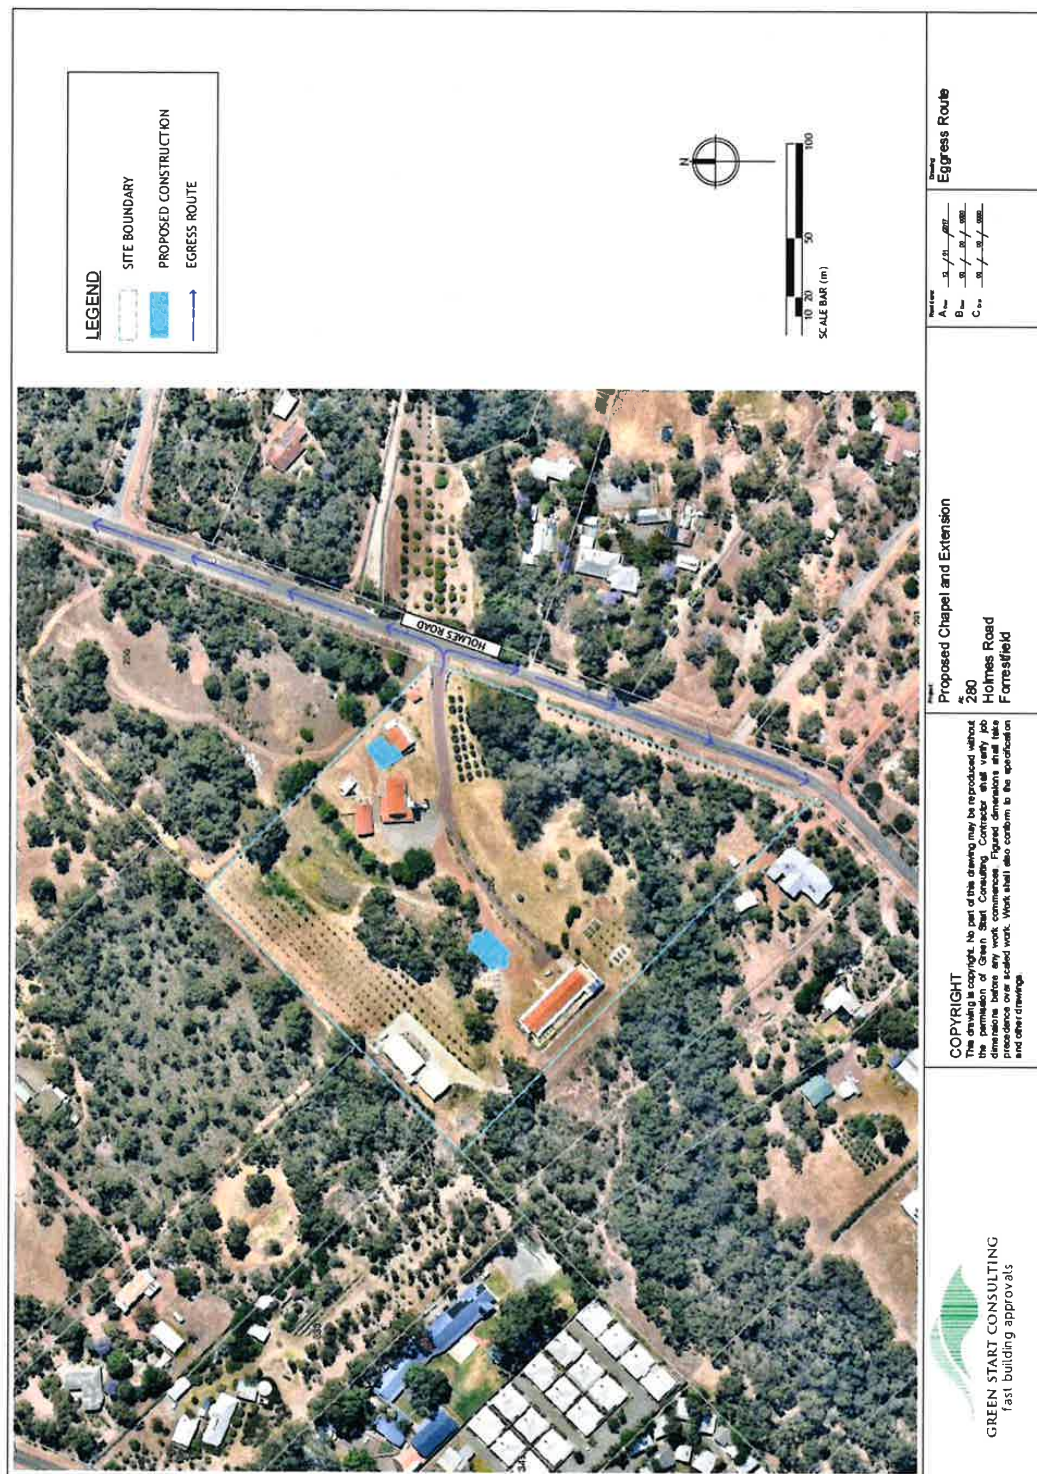 LEGEND
SITE BOUNDARY
PROPOSED CONSTRUCTION
EGRESS ROUTE
N
10 20 50 100
SCALE BAR (m)
HOLMES ROAD
GREEN START CONSULTING
fast building approvals
COPYRIGHT
This drawing is copyright. No part of this drawing may be reproduced without
the permission of Green Start Consulting. Contractor shall verify job
dimensions before any work commences. Figured dimensions shall take
precedence over scaled work. Work shall also conform to the specification
and other drawings.
Project:
Proposed Chapel and Extension
At:
280
Holmes Road
Forrestfield
A
B
C
Drawing
Eggress Route